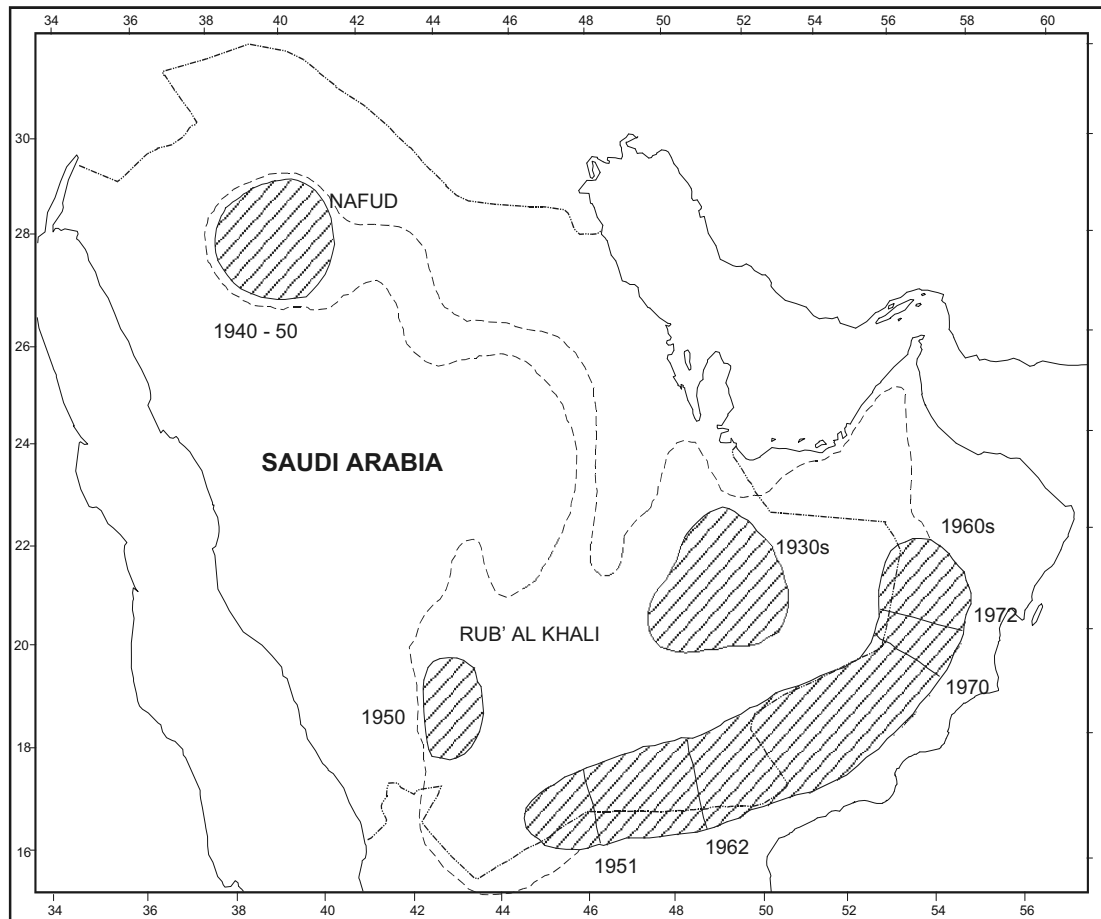 34 36 38 40 42 44 46 48 50 52 54 56 58 60
30
NAFUD
28
1940 - 50
26
24
SAUDI ARABIA
1960s
22
1930s
1972
RUB' AL KHALI
20
1970
1950
18
1962
16
1951
34 36 38 40 42 44 46 48 50 52 54 56